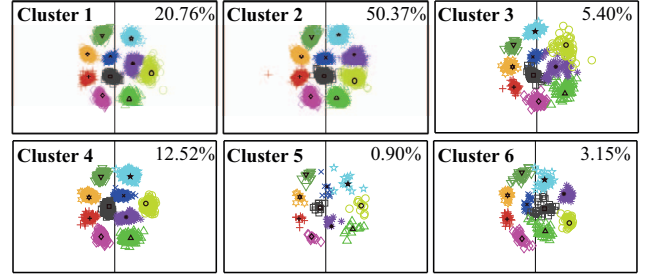 Cluster 1 20.76%
Cluster 2 50.37%
Cluster 3 5.40%
Cluster 4 12.52%
Cluster 5 0.90%
Cluster 6 3.15%